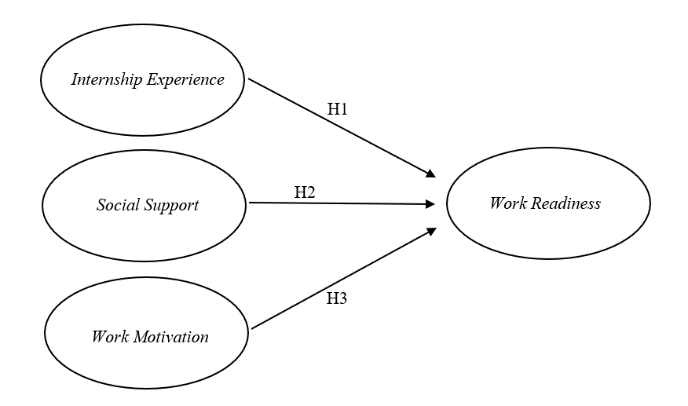 Internship Experience
H1
Social Support
H2
Work Readiness
H3
Work Motivation